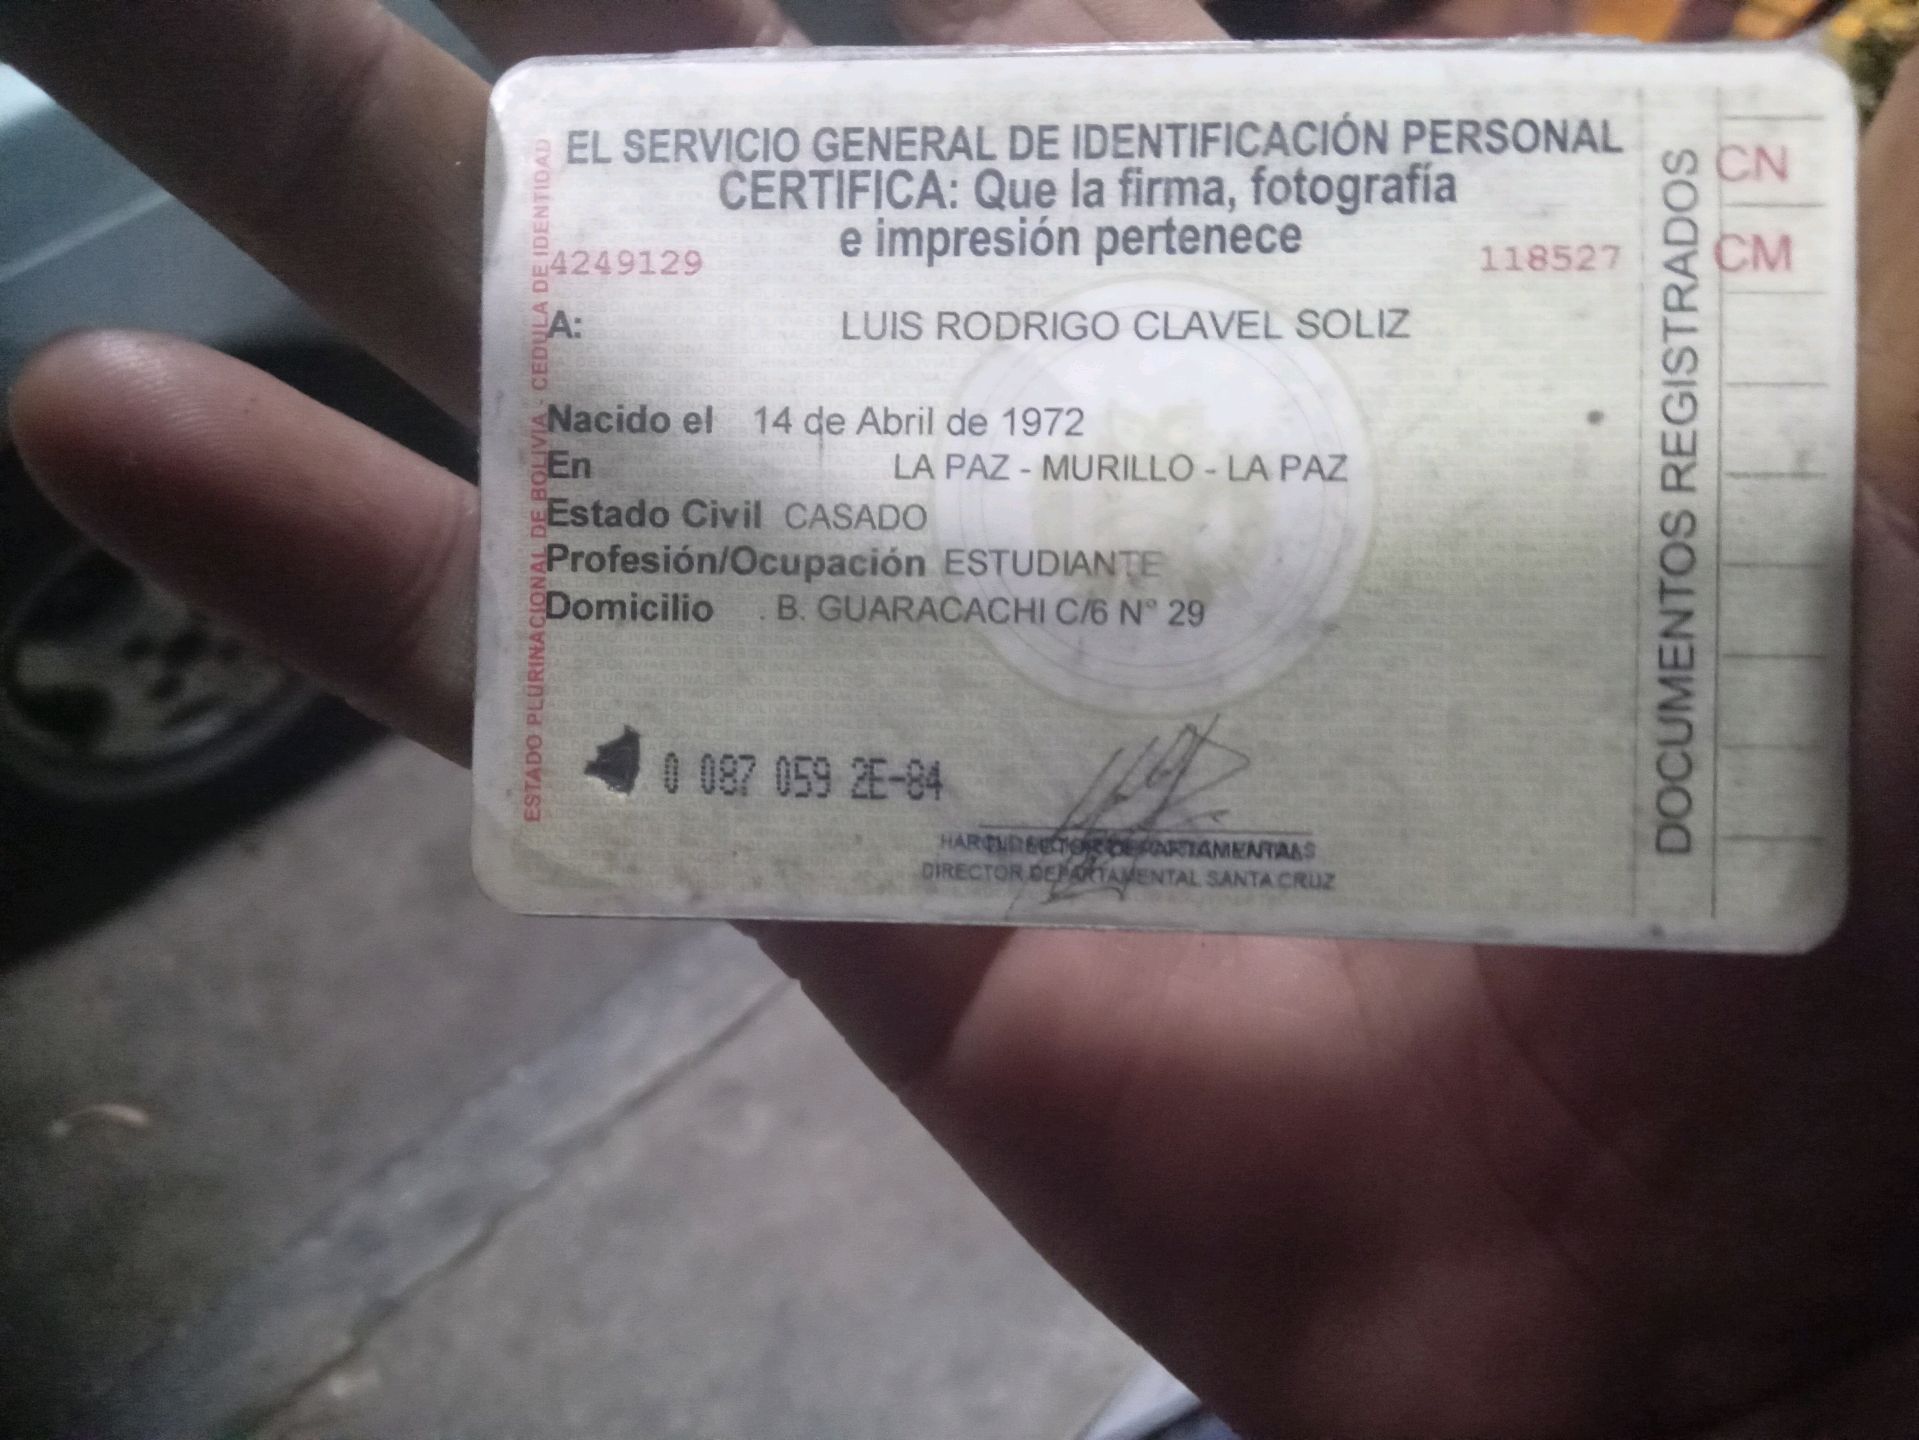 EL SERVICIO GENERAL DE IDENTIFICACIÓN PERSONAL
CERTIFICA: Que la firma, fotografía
e impresión pertenece
4249129
118527
A: LUIS RODRIGO CLAVEL SOLIZ
Nacido el 14 de Abril de 1972
En LA PAZ - MURILLO - LA PAZ
Estado Civil CASADO
Profesión/Ocupación ESTUDIANTE
Domicilio . B. GUARACACHI C/6 N° 29
0 087 059 2E-84
DIRECTOR DEPARTAMENTAL SANTA CRUZ
ESTADO PLURINACIONAL DE BOLIVIA - CEDULA DE IDENTIDAD
DOCUMENTOS REGISTRADOS
CN
CM